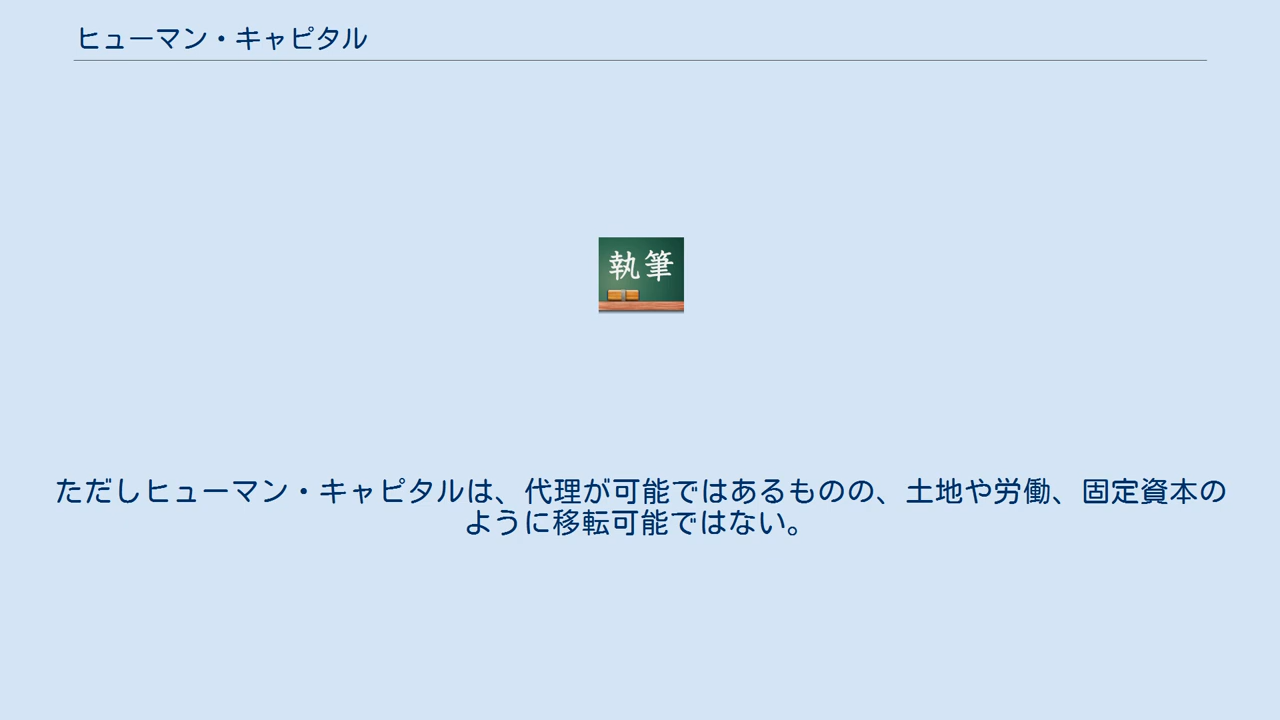 ヒューマン・キャピタル
執筆
ただしヒューマン・キャピタルは、代理が可能ではあるものの、土地や労働、固定資本の
ように移転可能ではない。